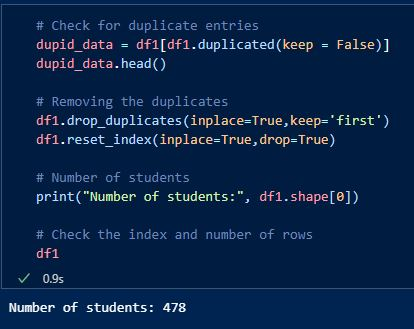 # Check for duplicate entries
dupid_data = df1[df1.duplicated(keep = False)]
dupid_data.head()
# Removing the duplicates
df1.drop_duplicates(inplace=True,keep='first')
df1.reset_index(inplace=True,drop=True)
# Number of students
print("Number of students:", df1.shape[0])
# Check the index and number of rows
df1
✓ 0.9s
Number of students: 478